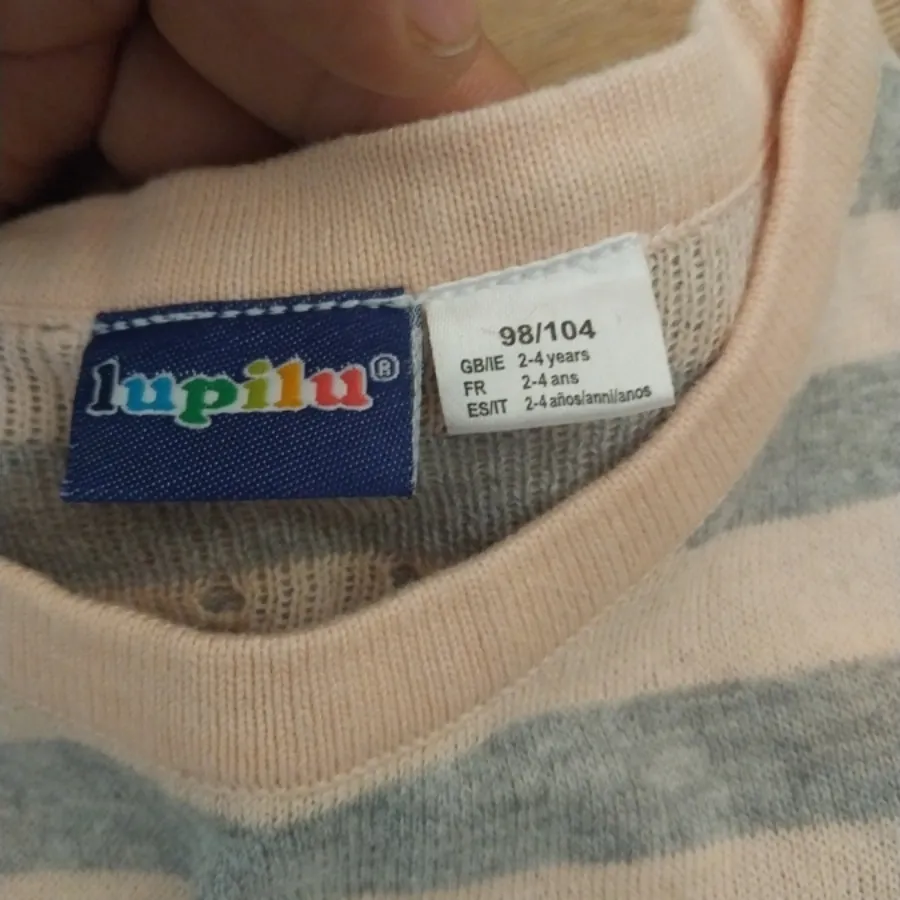 lupilu®
98/104
GB/IE 2-4 years
FR 2-4 ans
ES/IT 2-4 años/anni/anos